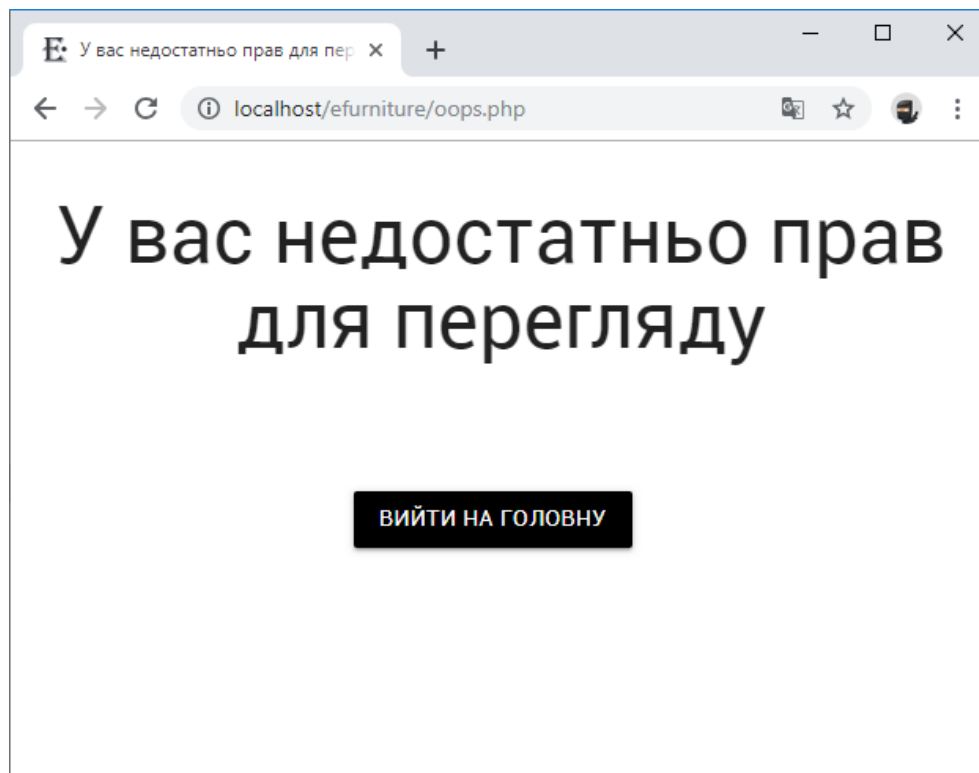 У вас недостатньо прав для пер
localhost/efurniture/oops.php
У вас недостатньо прав
для перегляду
ВИЙТИ НА ГОЛОВНУ